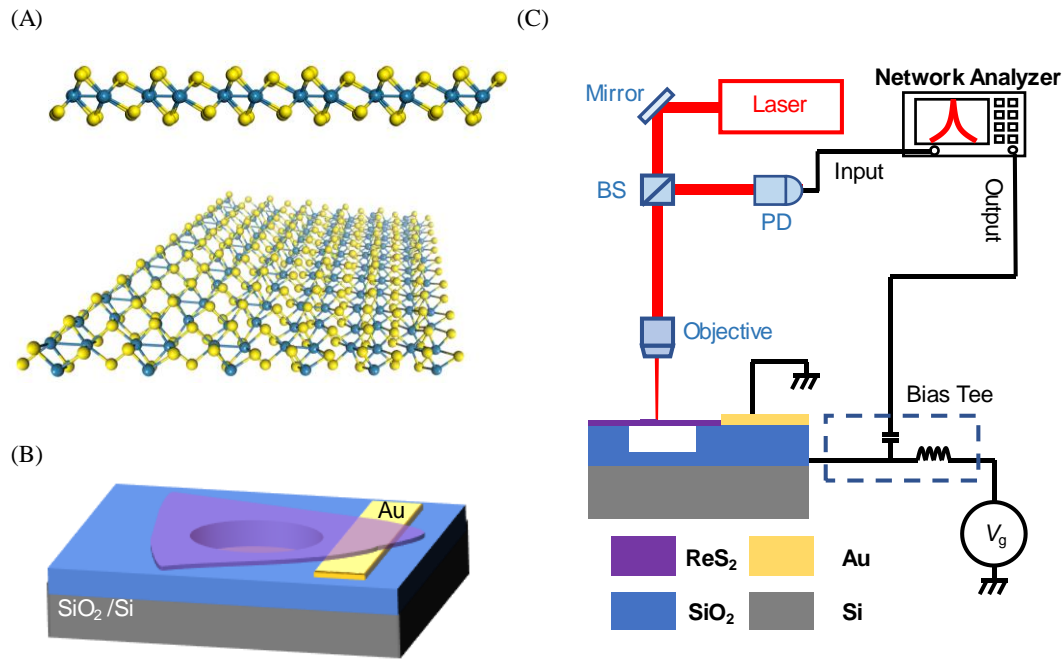 (A)
(B)
Au
SiO₂ /Si
(C)
Network Analyzer
Mirror
Laser
BS
PD
Input
Output
Objective
Bias Tee
Vg
ReS₂
Au
SiO₂
Si